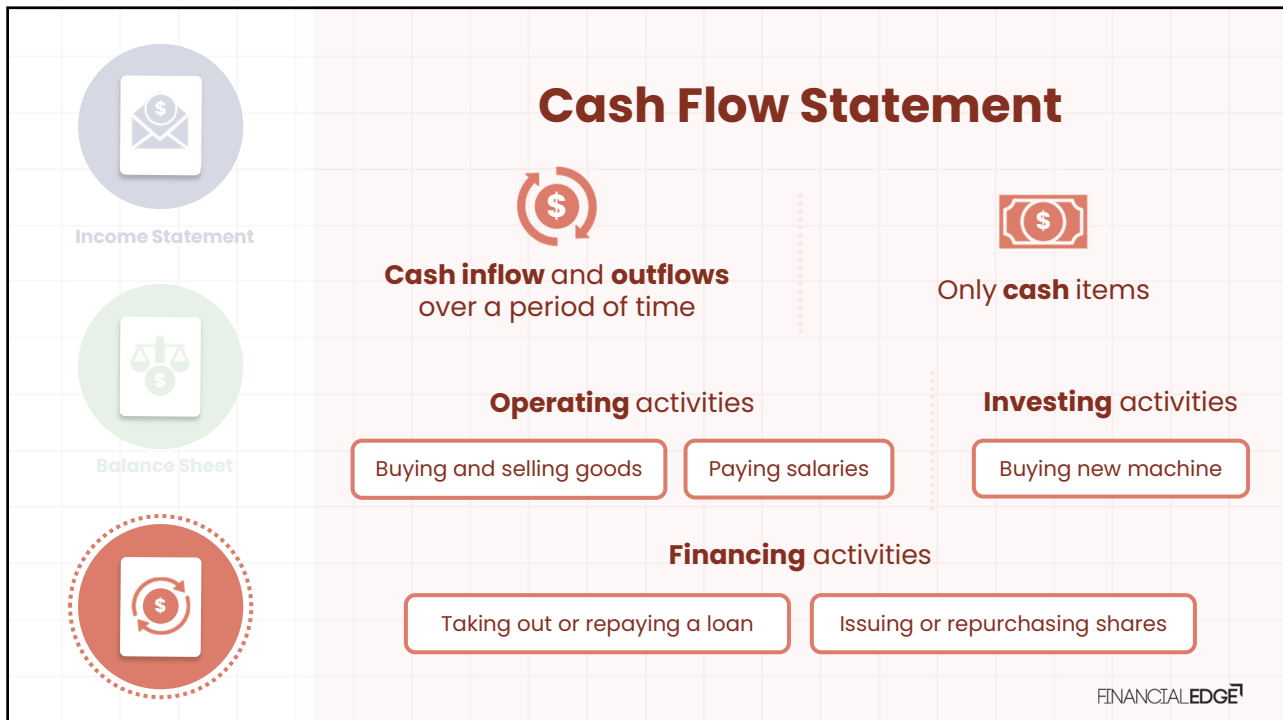 Cash Flow Statement
Income Statement
Balance Sheet
$
$
$
$
$
Cash inflow and outflows
over a period of time
Only cash items
Operating activities
Buying and selling goods
Paying salaries
Investing activities
Buying new machine
Financing activities
Taking out or repaying a loan
Issuing or repurchasing shares
FINANCIALEDGE